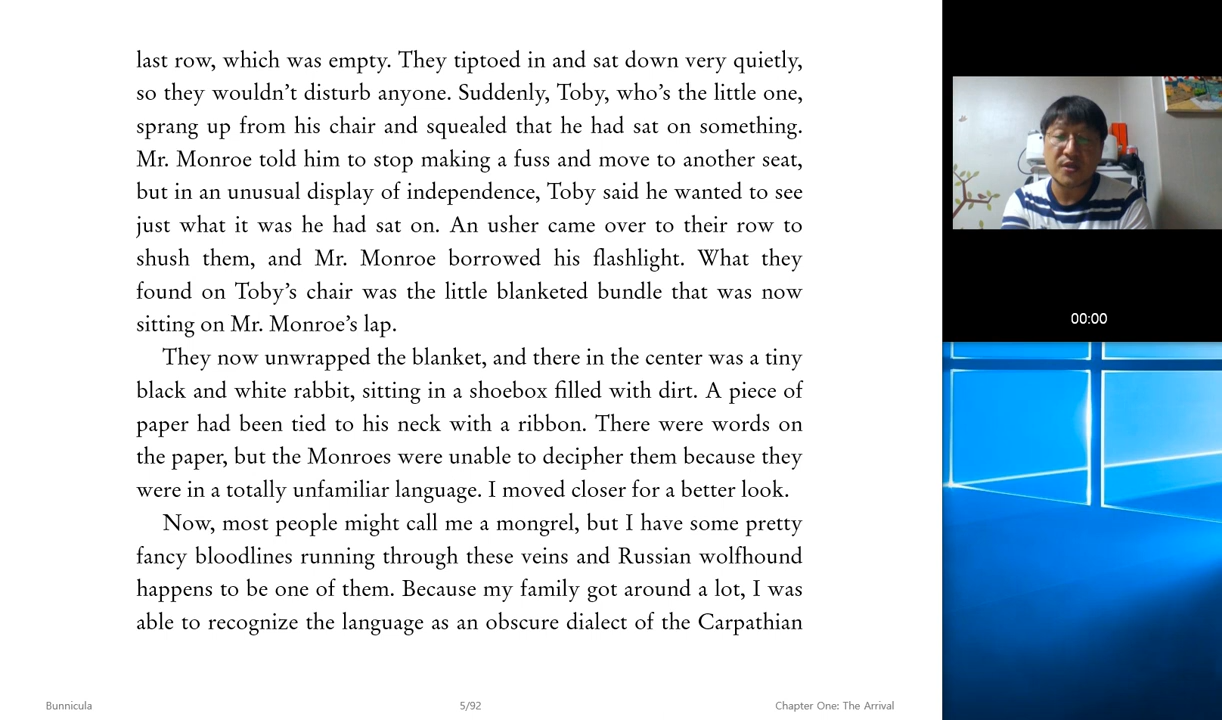 last row, which was empty. They tiptoed in and sat down very quietly,
so they wouldn’t disturb anyone. Suddenly, Toby, who’s the little one,
sprang up from his chair and squealed that he had sat on something.
Mr. Monroe told him to stop making a fuss and move to another seat,
but in an unusual display of independence, Toby said he wanted to see
just what it was he had sat on. An usher came over to their row to
shush them, and Mr. Monroe borrowed his flashlight. What they
found on Toby’s chair was the little blanketed bundle that was now
sitting on Mr. Monroe’s lap.
They now unwrapped the blanket, and there in the center was a tiny
black and white rabbit, sitting in a shoebox filled with dirt. A piece of
paper had been tied to his neck with a ribbon. There were words on
the paper, but the Monroes were unable to decipher them because they
were in a totally unfamiliar language. I moved closer for a better look.
Now, most people might call me a mongrel, but I have some pretty
fancy bloodlines running through these veins and Russian wolfhound
happens to be one of them. Because my family got around a lot, I was
able to recognize the language as an obscure dialect of the Carpathian
Bunnicula
5/92
Chapter One: The Arrival
00:00